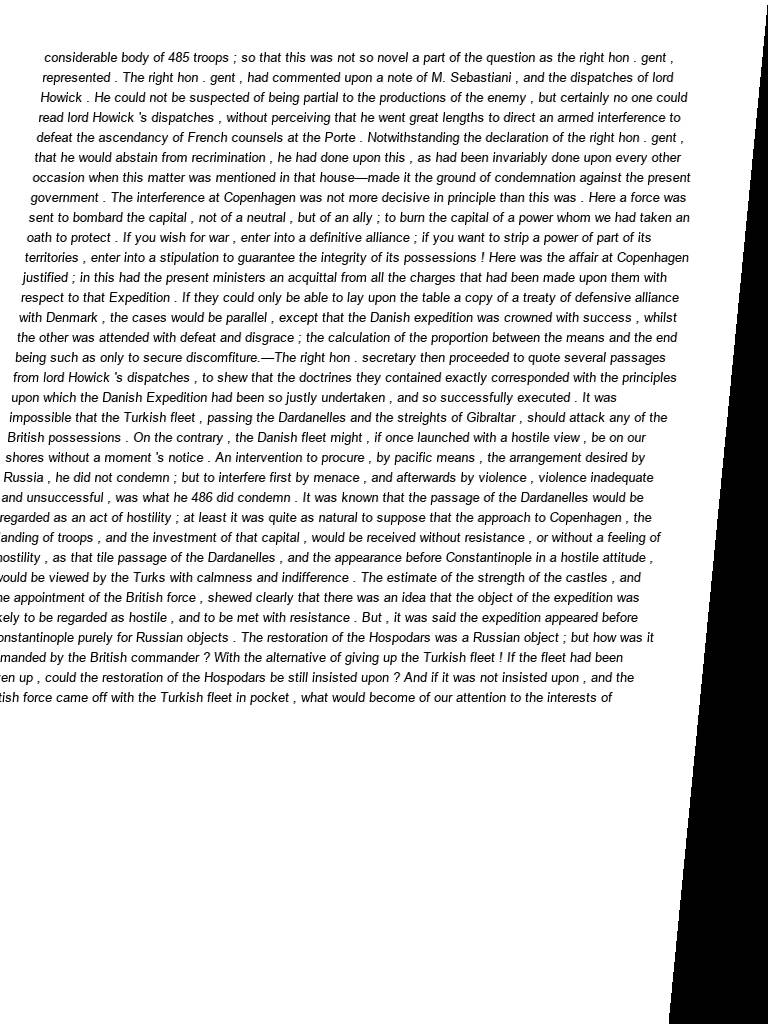 considerable body of 485 troops ; so that this was not so novel a part of the question as the right hon . gent ,
represented . The right hon . gent , had commented upon a note of M. Sebastiani , and the dispatches of lord
Howick . He could not be suspected of being partial to the productions of the enemy , but certainly no one could
read lord Howick 's dispatches , without perceiving that he went great lengths to direct an armed interference to
defeat the ascendancy of French counsels at the Porte . Notwithstanding the declaration of the right hon . gent ,
that he would abstain from recrimination , he had done upon this , as had been invariably done upon every other
occasion when this matter was mentioned in that house—made it the ground of condemnation against the present
government . The interference at Copenhagen was not more decisive in principle than this was . Here a force was
sent to bombard the capital , not of a neutral , but of an ally ; to burn the capital of a power whom we had taken an
oath to protect . If you wish for war , enter into a definitive alliance ; if you want to strip a power of part of its
territories , enter into a stipulation to guarantee the integrity of its possessions ! Here was the affair at Copenhagen
justified ; in this had the present ministers an acquittal from all the charges that had been made upon them with
respect to that Expedition . If they could only be able to lay upon the table a copy of a treaty of defensive alliance
with Denmark , the cases would be parallel , except that the Danish expedition was crowned with success , whilst
the other was attended with defeat and disgrace ; the calculation of the proportion between the means and the end
being such as only to secure discomfiture.—The right hon . secretary then proceeded to quote several passages
from lord Howick 's dispatches , to shew that the doctrines they contained exactly corresponded with the principles
upon which the Danish Expedition had been so justly undertaken , and so successfully executed . It was
impossible that the Turkish fleet , passing the Dardanelles and the streights of Gibraltar , should attack any of the
British possessions . On the contrary , the Danish fleet might , if once launched with a hostile view , be on our
shores without a moment 's notice . An intervention to procure , by pacific means , the arrangement desired by
Russia , he did not condemn ; but to interfere first by menace , and afterwards by violence , violence inadequate
and unsuccessful , was what he 486 did condemn . It was known that the passage of the Dardanelles would be
regarded as an act of hostility ; at least it was quite as natural to suppose that the approach to Copenhagen , the
landing of troops , and the investment of that capital , would be received without resistance , or without a feeling of
hostility , as that tile passage of the Dardanelles , and the appearance before Constantinople in a hostile attitude ,
would be viewed by the Turks with calmness and indifference . The estimate of the strength of the castles , and
he appointment of the British force , shewed clearly that there was an idea that the object of the expedition was
kely to be regarded as hostile , and to be met with resistance . But , it was said the expedition appeared before
onstantinople purely for Russian objects . The restoration of the Hospodars was a Russian object ; but how was it
manded by the British commander ? With the alternative of giving up the Turkish fleet ! If the fleet had been
en up , could the restoration of the Hospodars be still insisted upon ? And if it was not insisted upon , and the
tish force came off with the Turkish fleet in pocket , what would become of our attention to the interests of